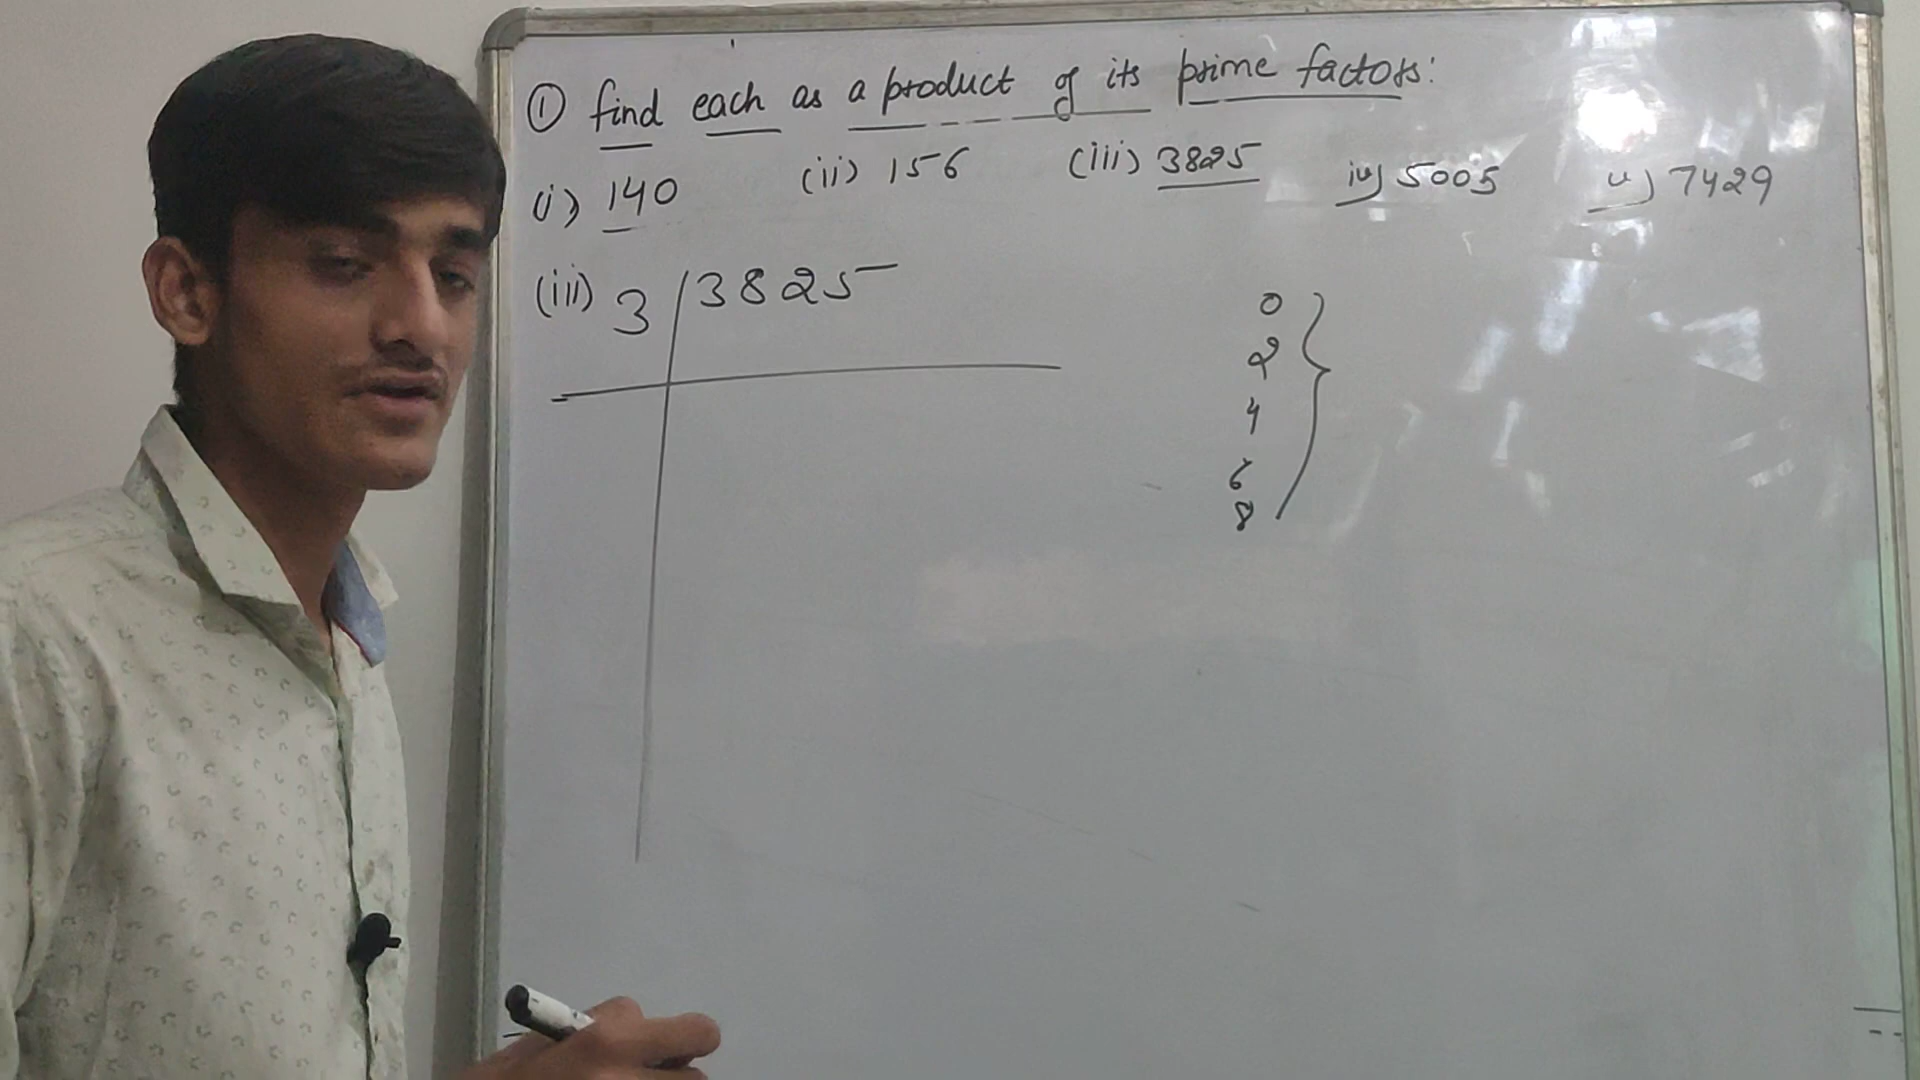 ① find each as a product of its prime factors:
(i) 140 (ii) 156 (iii) 3825 iv) 5005 v) 7429
(iii) 3 3825
0
2
4
6
8